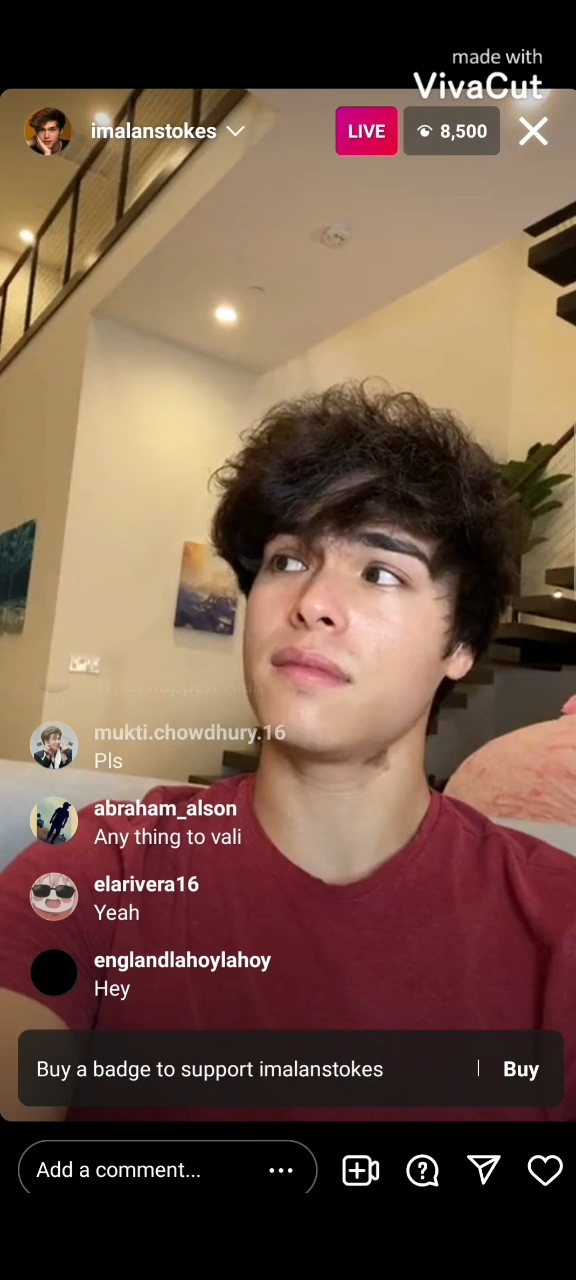 made with
VivaCut
imalanstokes
LIVE
8,500
mukti.chowdhury.16
Pls
abraham_alson
Any thing to vali
elarivera16
Yeah
englandlahoylahoy
Hey
Buy a badge to support imalanstokes
Buy
Add a comment...